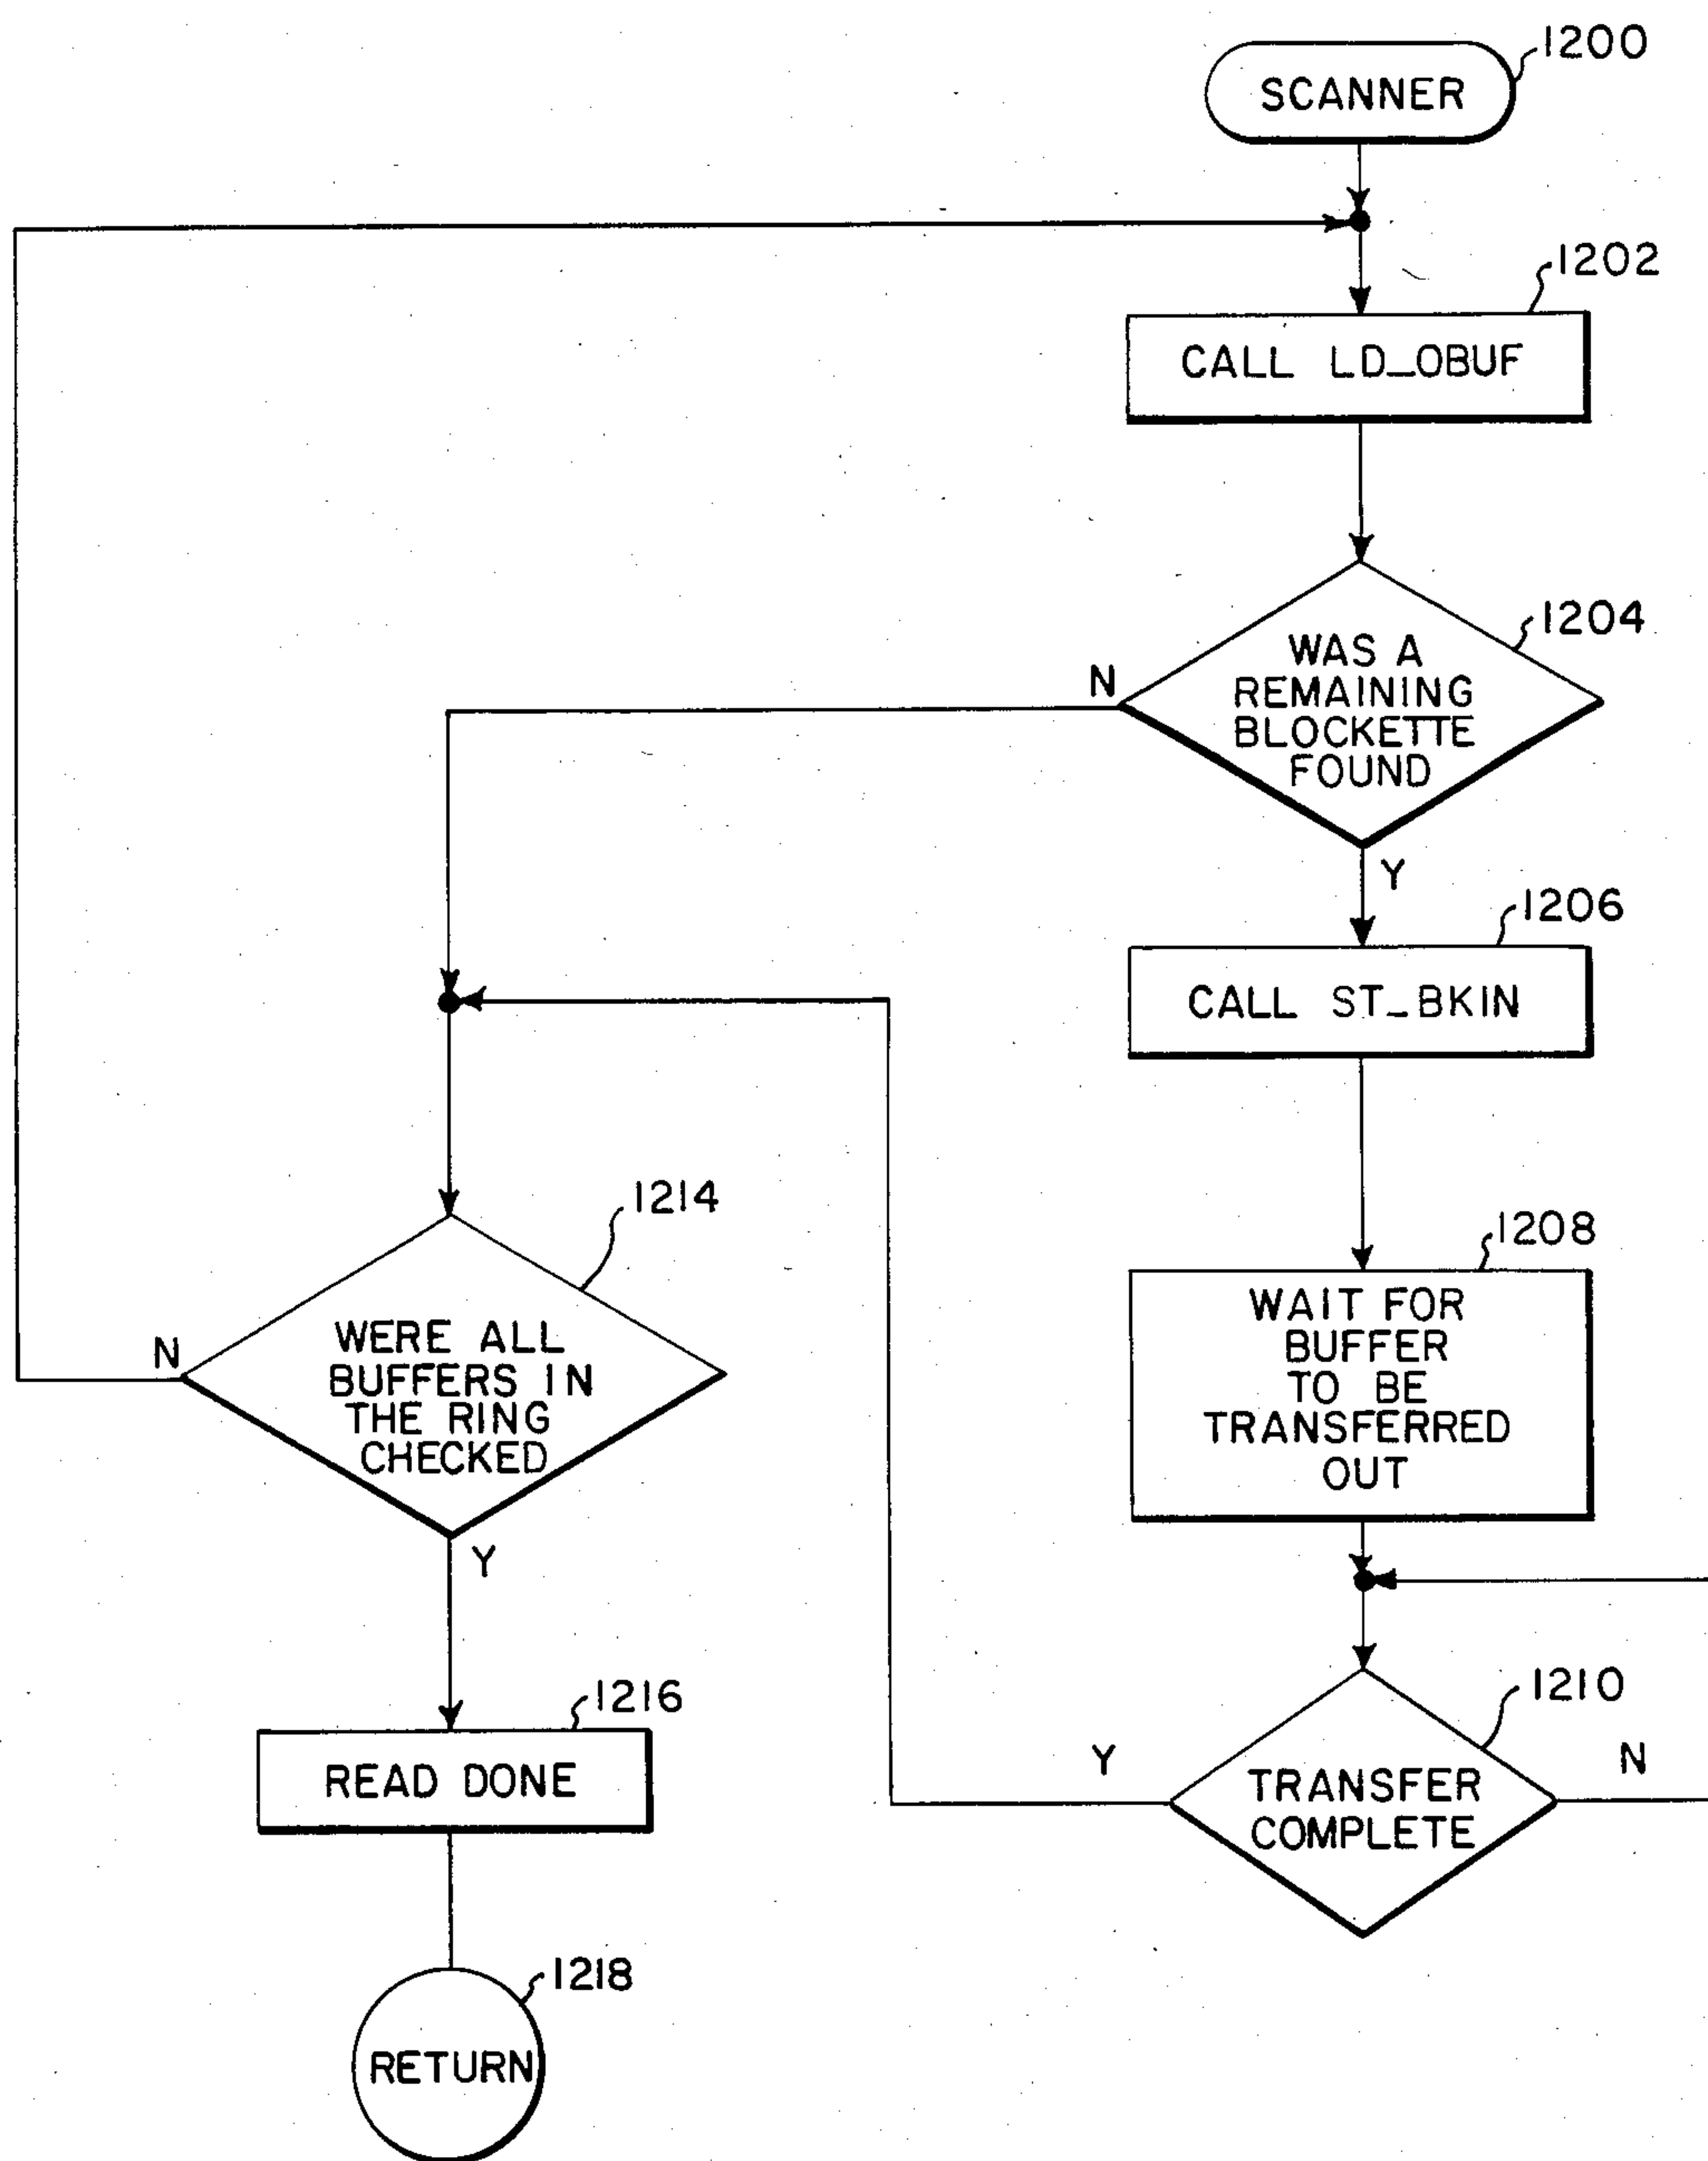 1200
SCANNER
1202
CALL LD_OBUF
1204
WAS A
REMAINING
BLOCKETTE
FOUND
N
Y
1206
CALL ST_BKIN
1208
WAIT FOR
BUFFER
TO BE
TRANSFERRED
OUT
1210
TRANSFER
COMPLETE
Y
N
1214
WERE ALL
BUFFERS IN
THE RING
CHECKED
N
Y
1216
READ DONE
1218
RETURN